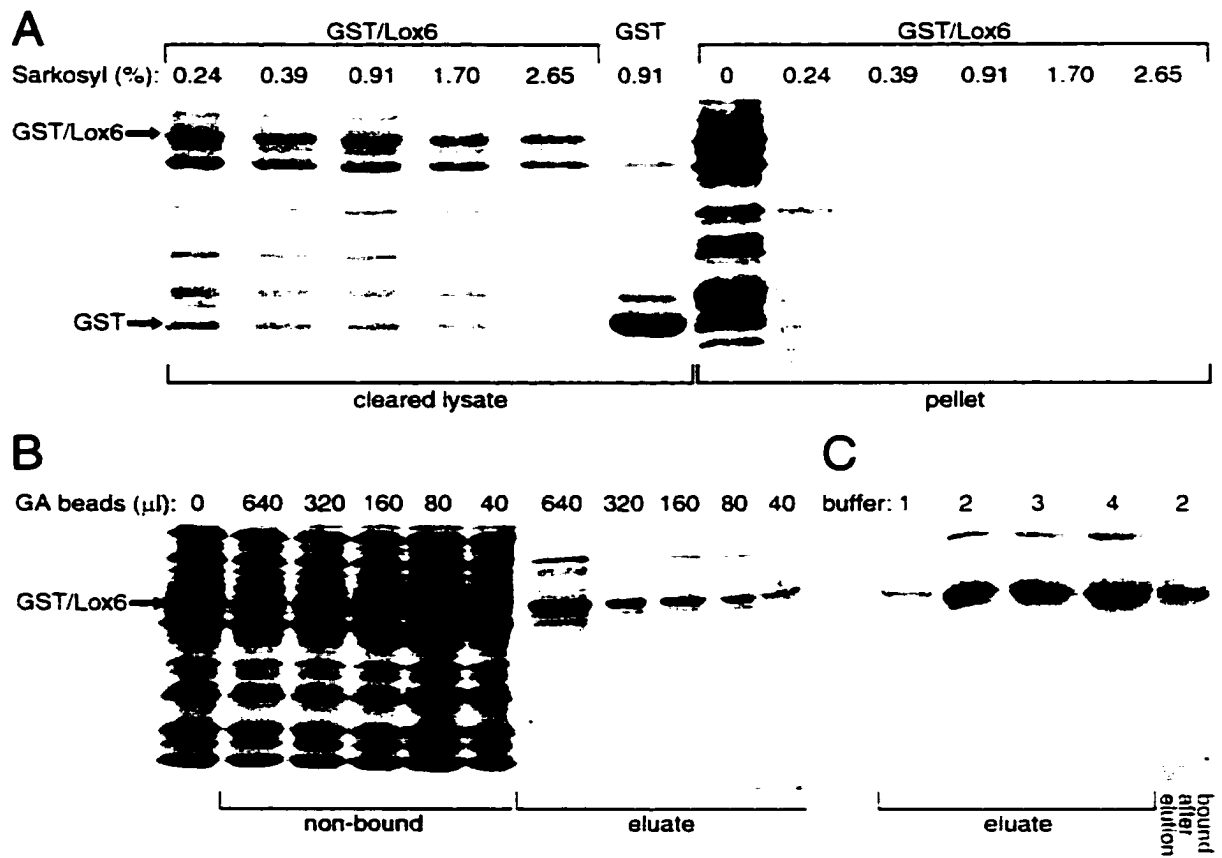 A
GST/Lox6 GST GST/Lox6
Sarkosyl (%): 0.24 0.39 0.91 1.70 2.65 0.91 0 0.24 0.39 0.91 1.70 2.65
GST/Lox6
GST
cleared lysate pellet
B C
GA beads (µl): 0 640 320 160 80 40 640 320 160 80 40 buffer: 1 2 3 4 2
GST/Lox6
non-bound eluate eluate
bound
after
elution